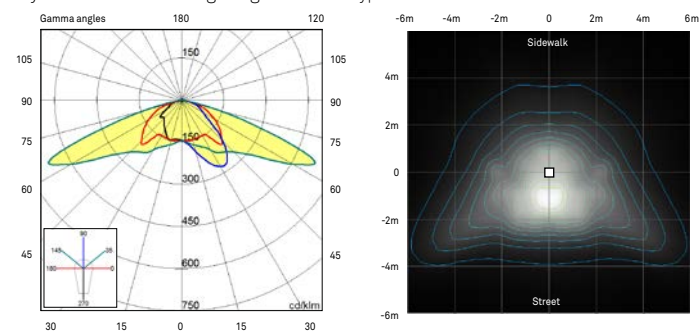 Gamma angles 180 120
105 105
90 90
75 75
60 60
45 45
30 15 0 15 30
150
150
300
450
600
750
cd/klm
90
145 35
180 0
270
-6m -4m -2m 0 2m 4m 6m
Sidewalk
4m
2m
0
-2m
-4m
-6m
Street